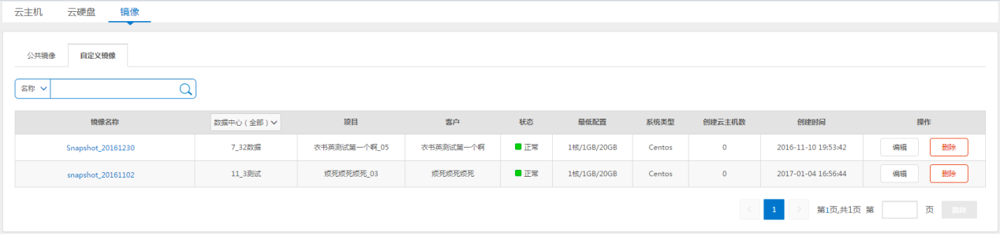 云主机 云硬盘 镜像
公共镜像 自定义镜像
名称
镜像名称 数据中心（全部） 项目 客户 状态 最低配置 系统类型 创建云主机数 创建时间 操作
Snapshot_20161230 7_32数据 衣书英测试第一个啊_05 衣书英测试第一个啊 正常 1核/1GB/20GB Centos 0 2016-11-10 19:53:42 编辑 删除
snapshot_20161102 11_3测试 烦死烦死烦死_03 烦死烦死烦死 正常 1核/1GB/20GB Centos 0 2017-01-04 16:56:44 编辑 删除
1 第1页,共1页 第 页 跳转